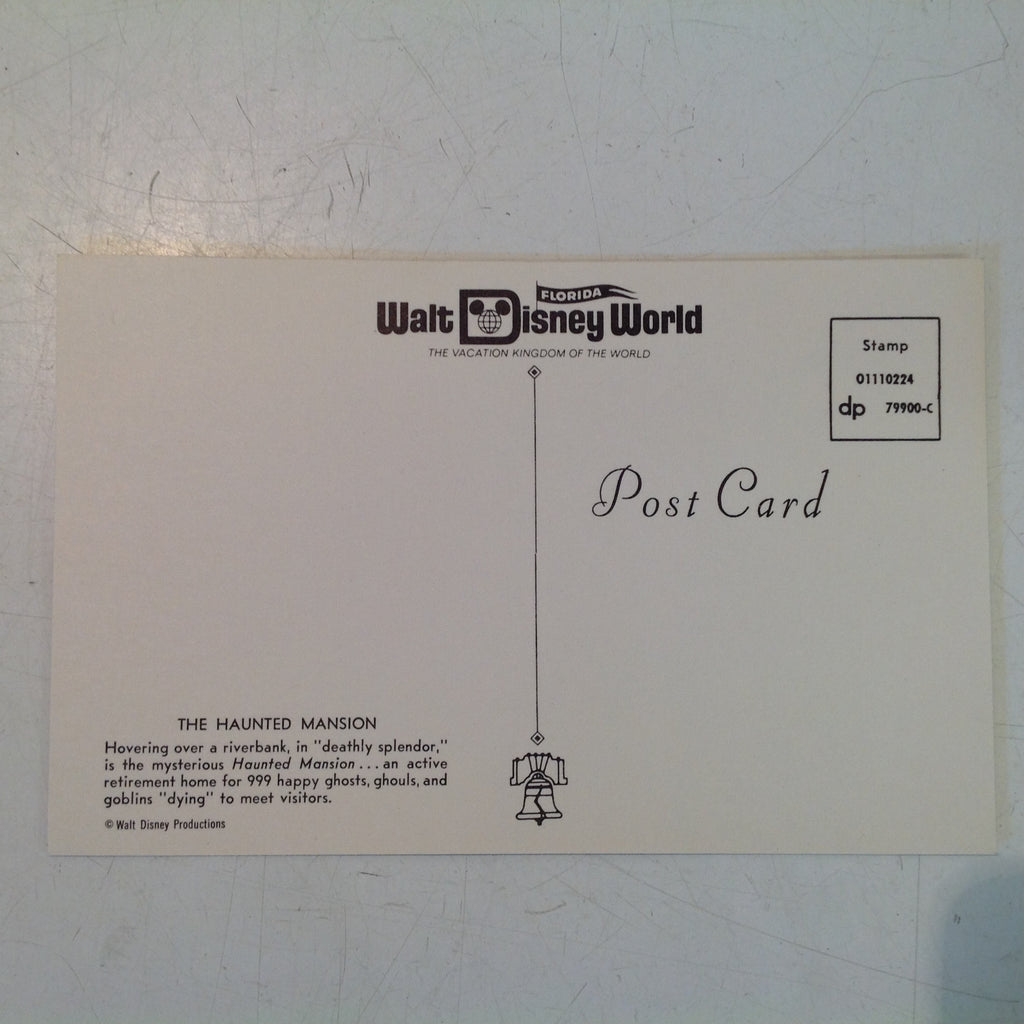 FLORIDA
Walt Disney World
THE VACATION KINGDOM OF THE WORLD
Stamp
01110224
dp 79900-C
Post Card
THE HAUNTED MANSION
Hovering over a riverbank, in "deathly splendor,"
is the mysterious Haunted Mansion . . . an active
retirement home for 999 happy ghosts, ghouls, and
goblins "dying" to meet visitors.
© Walt Disney Productions